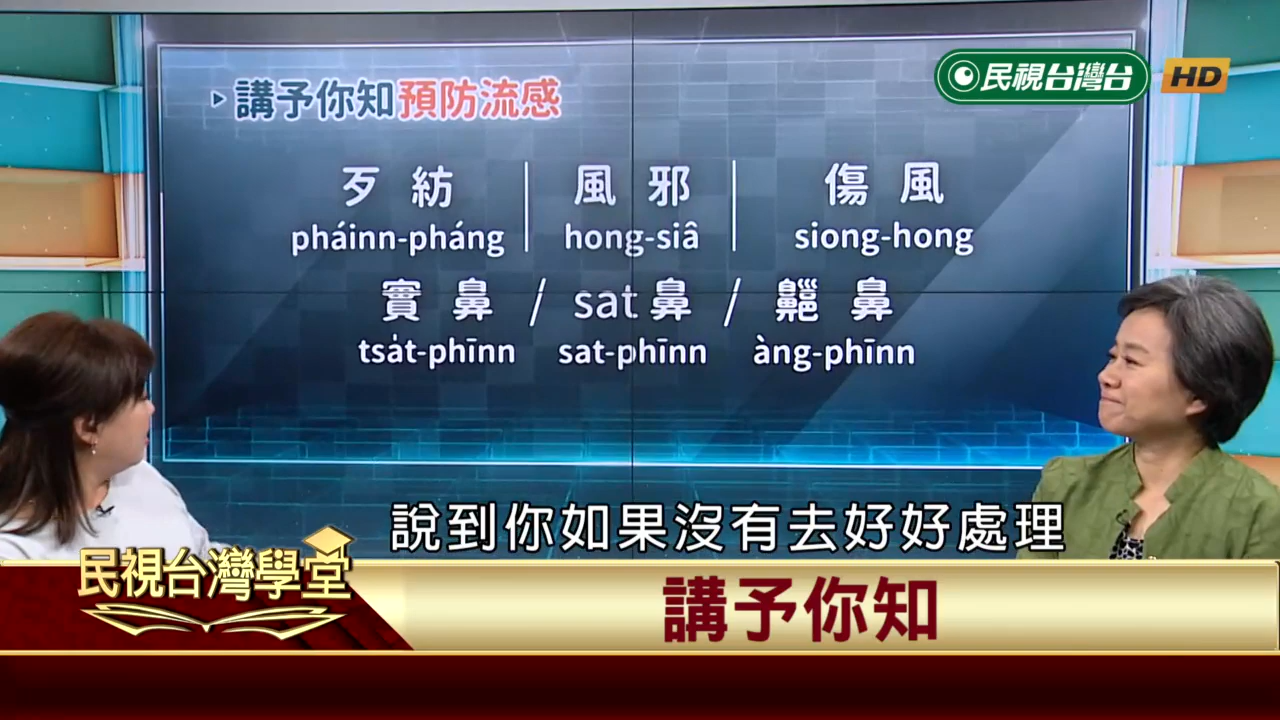 民視台灣台 HD
講予你知預防流感
歹紡 | 風邪 | 傷風
pháinn-pháng hong-siâ siong-hong
實鼻 / sat鼻 / 齆鼻
tsa̍t-phīnn sat-phīnn àng-phīnn
說到你如果沒有去好好處理
民視台灣學堂
講予你知